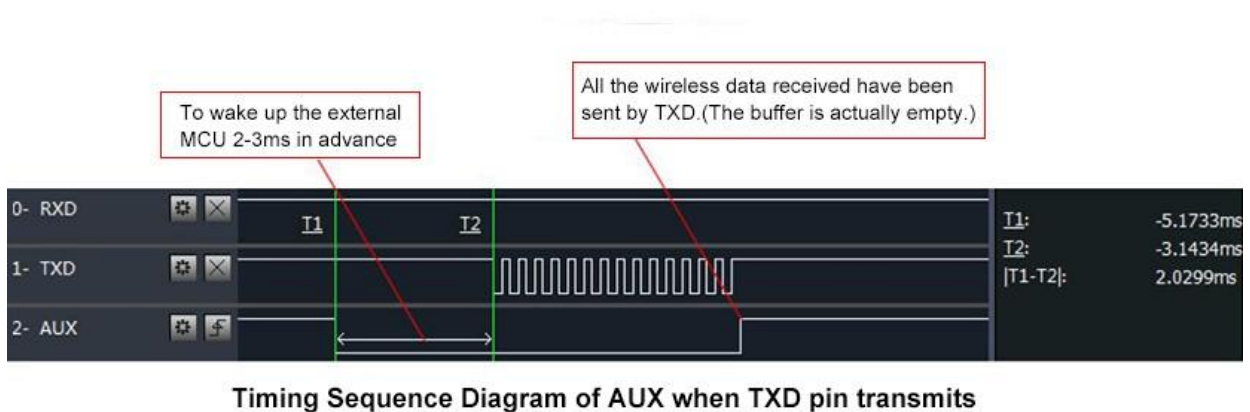 To wake up the external
MCU 2-3ms in advance
All the wireless data received have been
sent by TXD.(The buffer is actually empty.)
0- RXD
T1
T2
1- TXD
2- AUX
T1: -5.1733ms
T2: -3.1434ms
|T1-T2|: 2.0299ms
Timing Sequence Diagram of AUX when TXD pin transmits